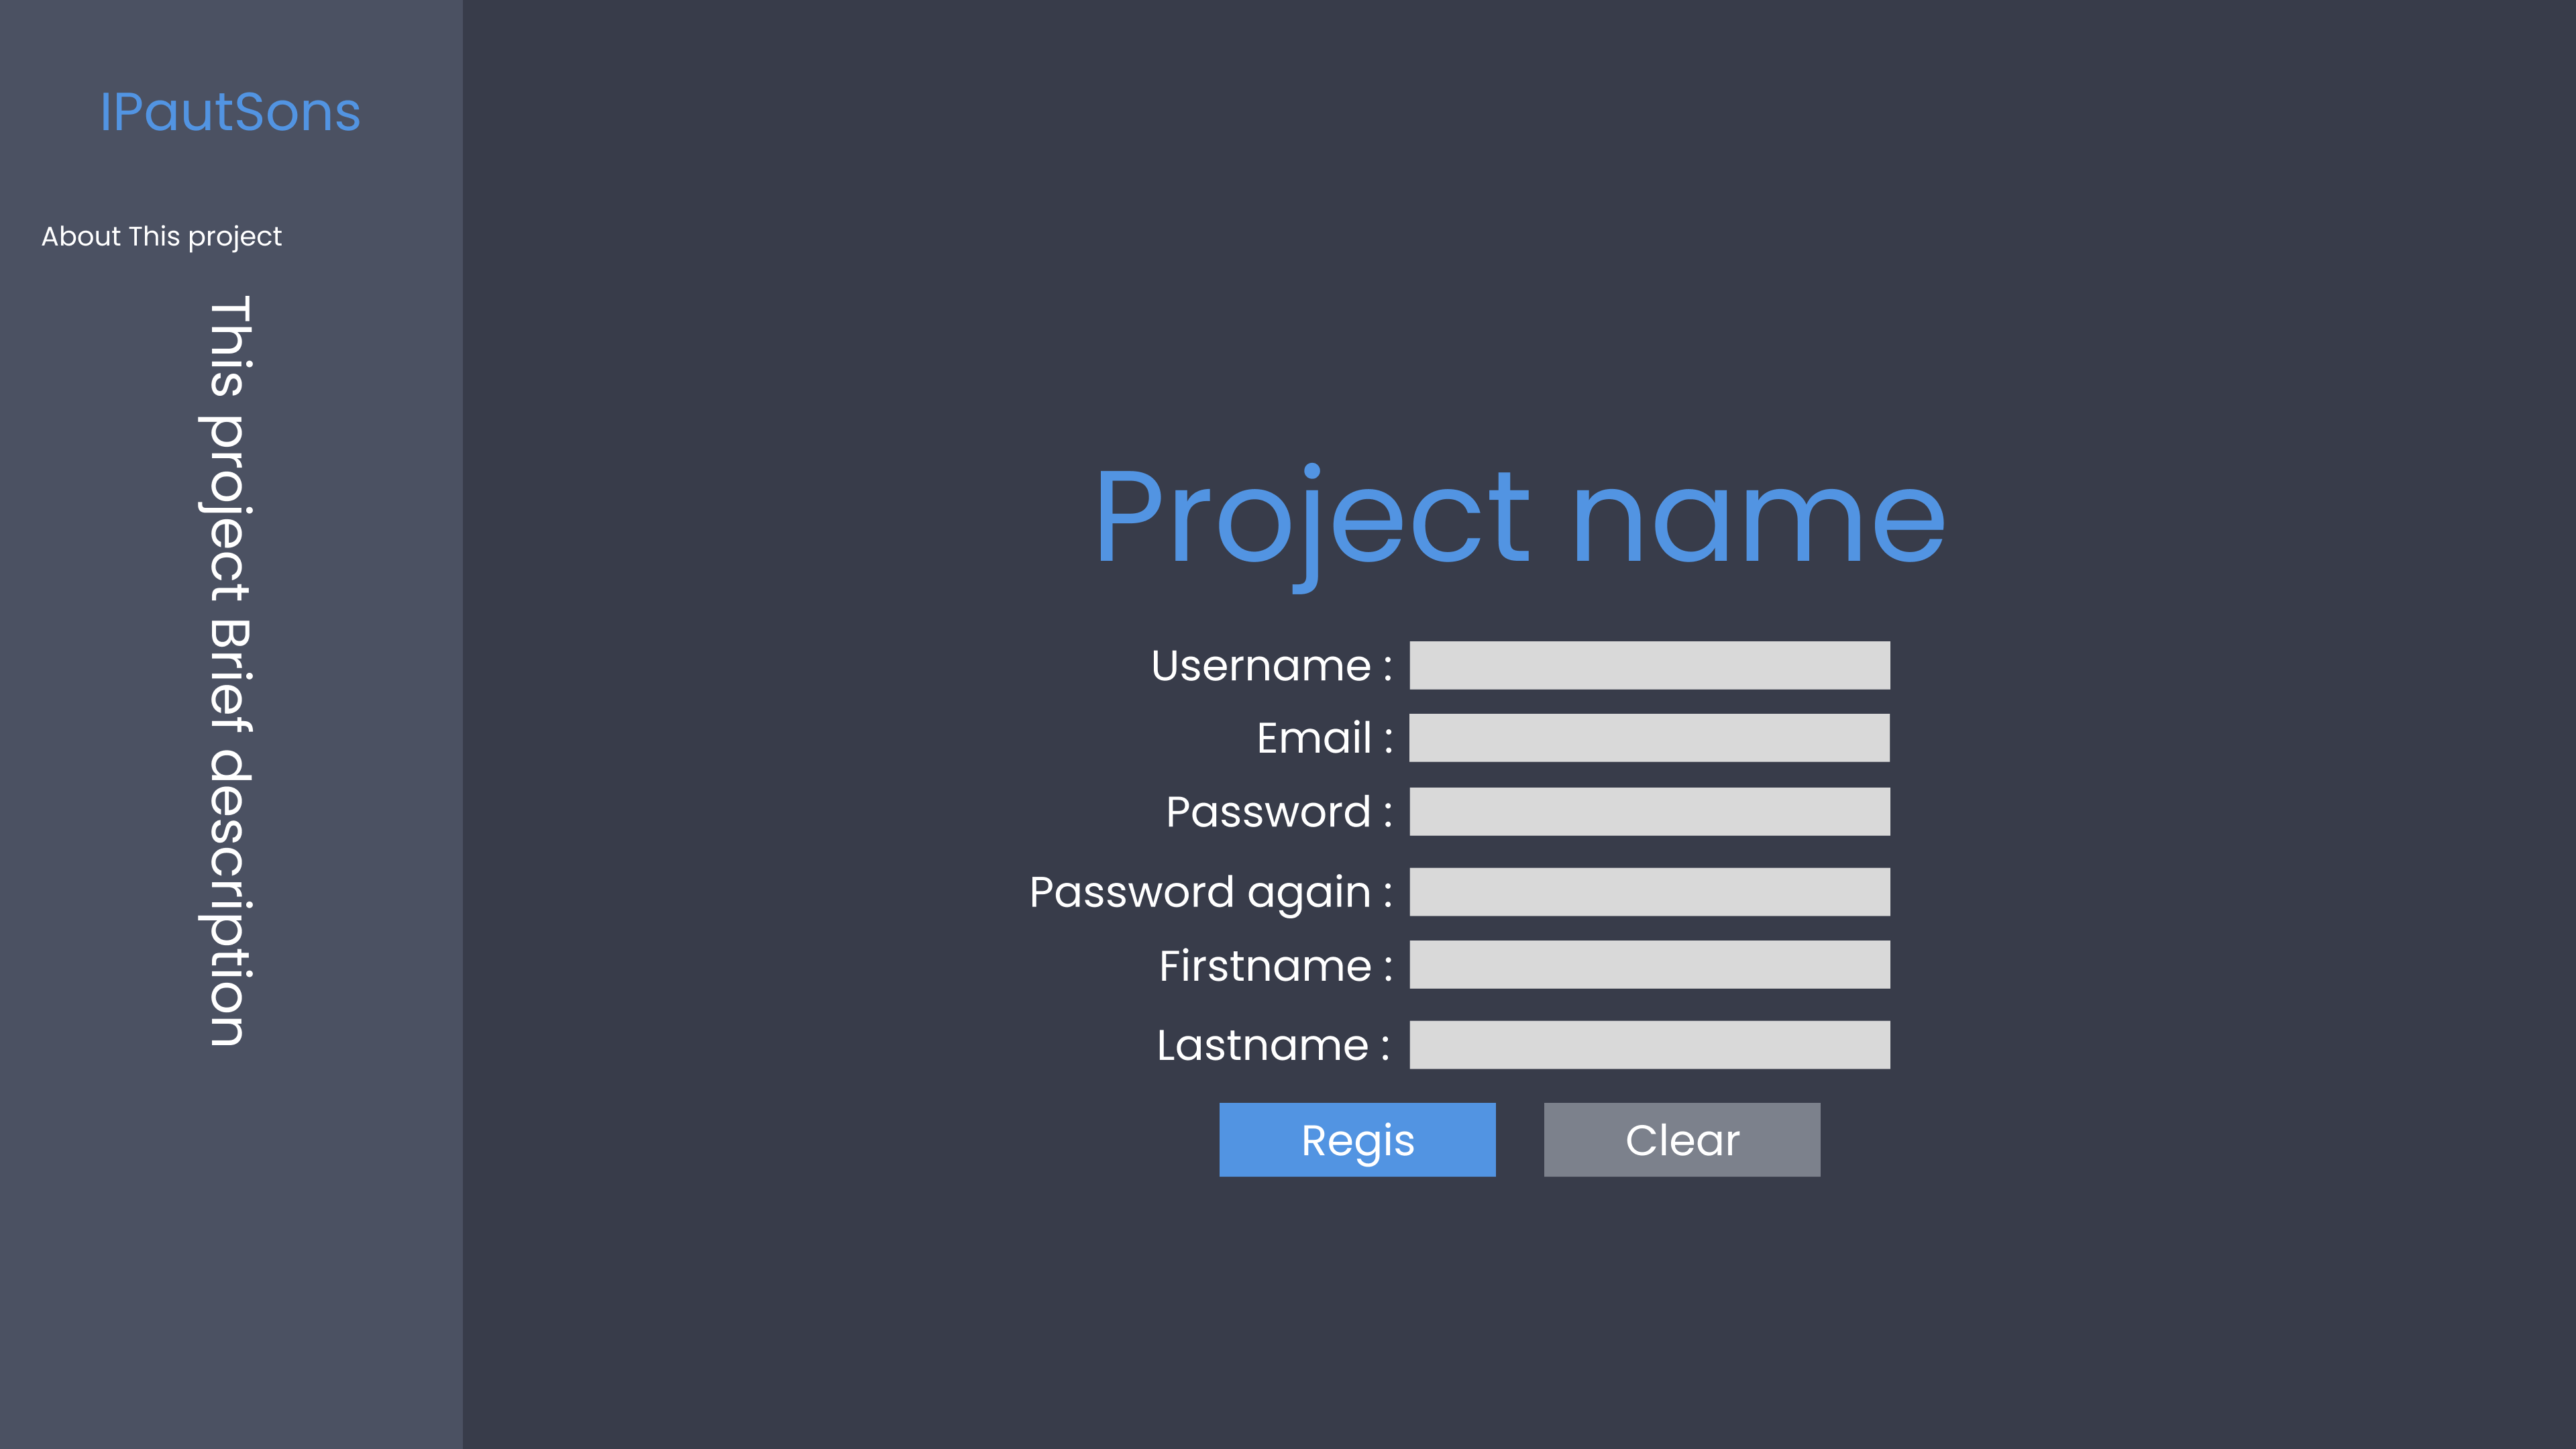 IPautSons
About This project
This project Brief description
Project name
Username :
Email :
Password :
Password again :
Firstname :
Lastname :
Regis
Clear